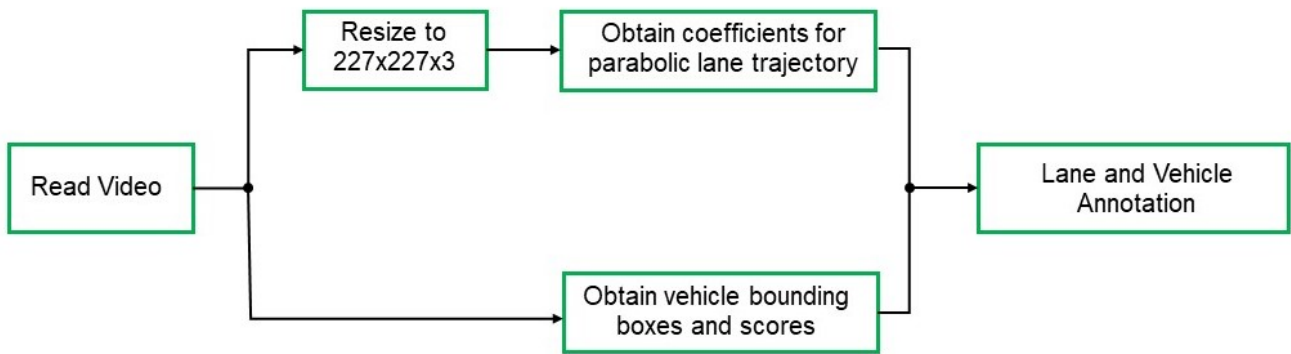 Resize to
227x227x3
Obtain coefficients for
parabolic lane trajectory
Read Video
Lane and Vehicle
Annotation
Obtain vehicle bounding
boxes and scores